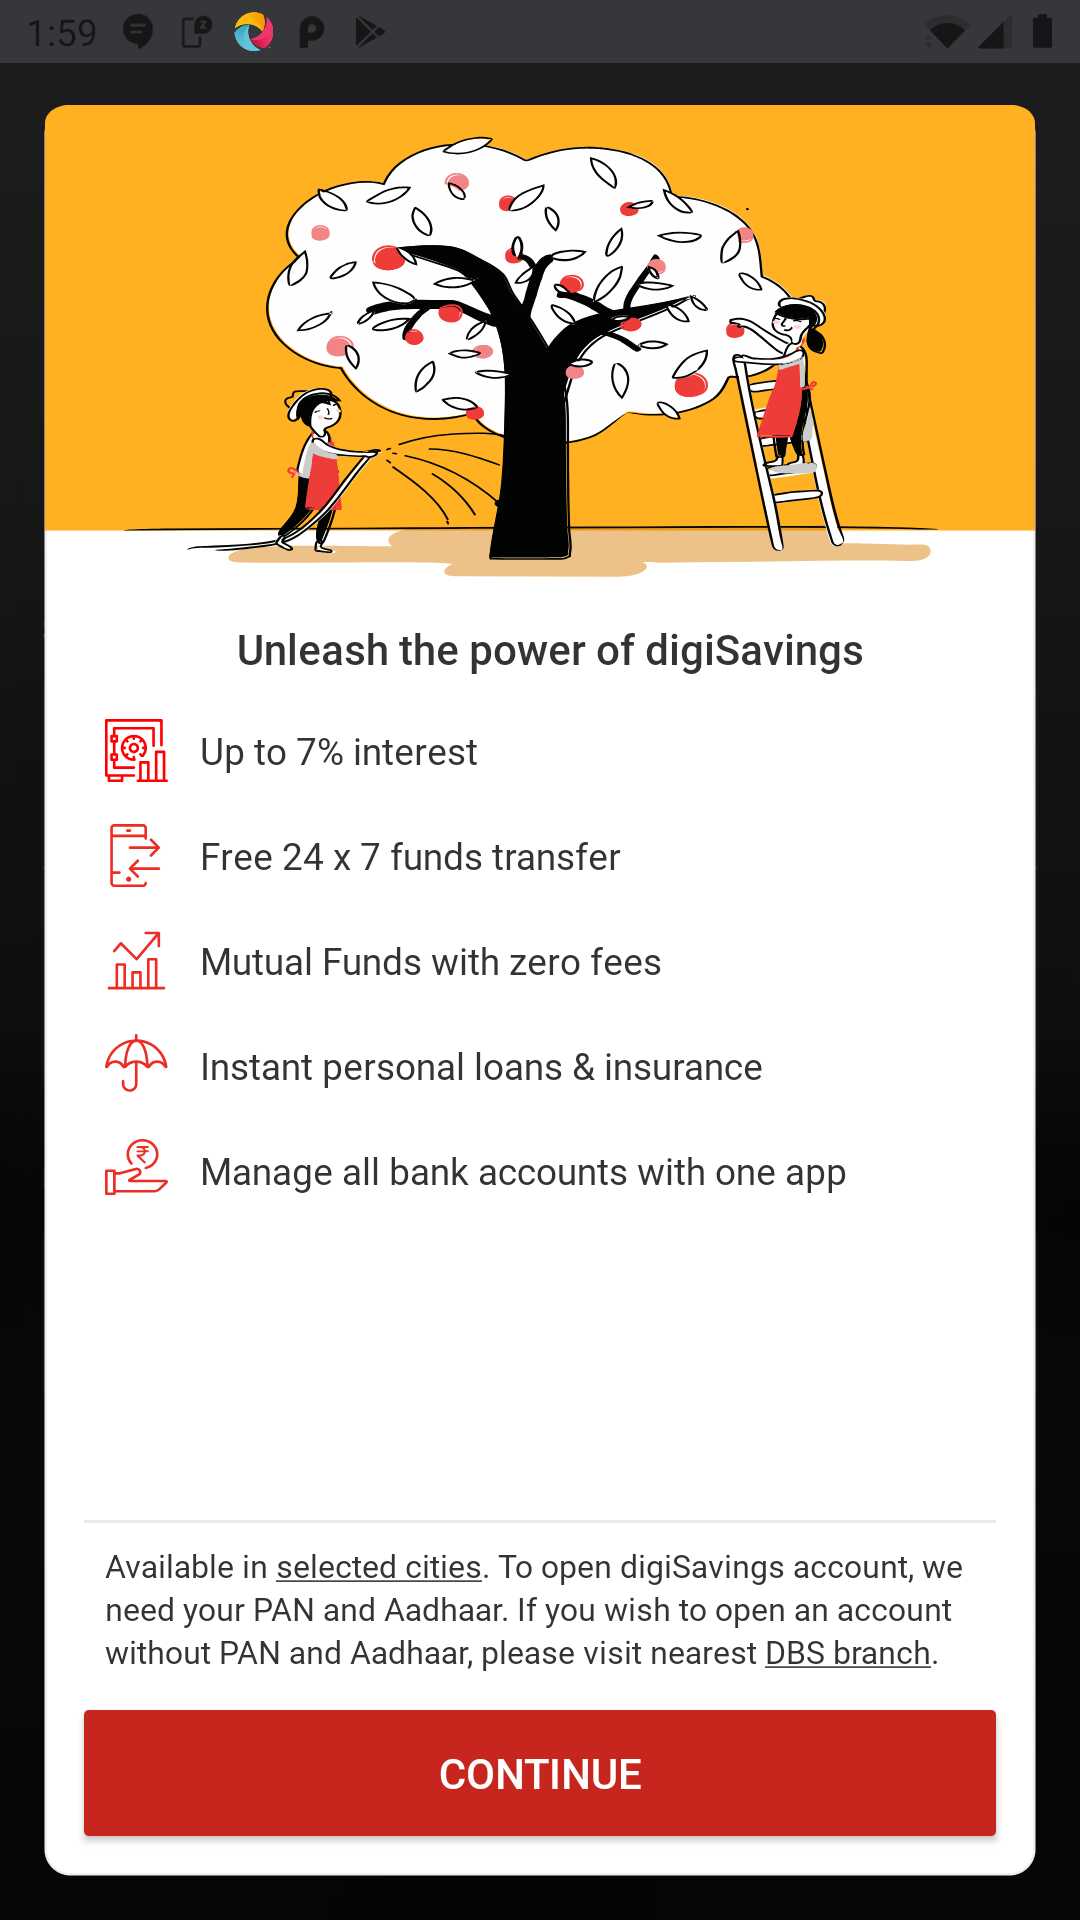 1:59
Unleash the power of digiSavings
Up to 7% interest
Free 24 x 7 funds transfer
Mutual Funds with zero fees
Instant personal loans & insurance
₹
Manage all bank accounts with one app
Available in selected cities. To open digiSavings account, we
need your PAN and Aadhaar. If you wish to open an account
without PAN and Aadhaar, please visit nearest DBS branch.
CONTINUE